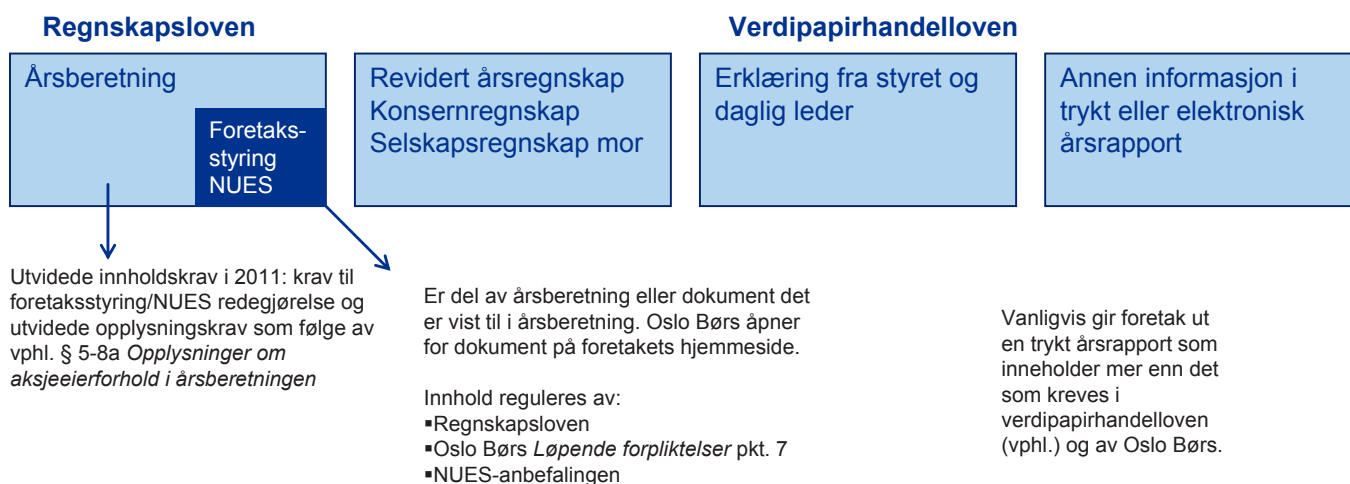 Regnskapsloven
Verdipapirhandelloven
Årsberetning
Foretaks-
styring
NUES
Revidert årsregnskap
Konsernregnskap
Selskapsregnskap mor
Erklæring fra styret og
daglig leder
Annen informasjon i
trykt eller elektronisk
årsrapport
Utvidede innholdskrav i 2011: krav til
foretaksstyring/NUES redegjørelse og
utvidede opplysningskrav som følge av
vphl. § 5-8a Opplysninger om
aksjeeierforhold i årsberetningen
Er del av årsberetning eller dokument det
er vist til i årsberetning. Oslo Børs åpner
for dokument på foretakets hjemmeside.
Innhold reguleres av:
▪Regnskapsloven
▪Oslo Børs Løpende forpliktelser pkt. 7
▪NUES-anbefalingen
Vanligvis gir foretak ut
en trykt årsrapport som
inneholder mer enn det
som kreves i
verdipapirhandelloven
(vphl.) og av Oslo Børs.